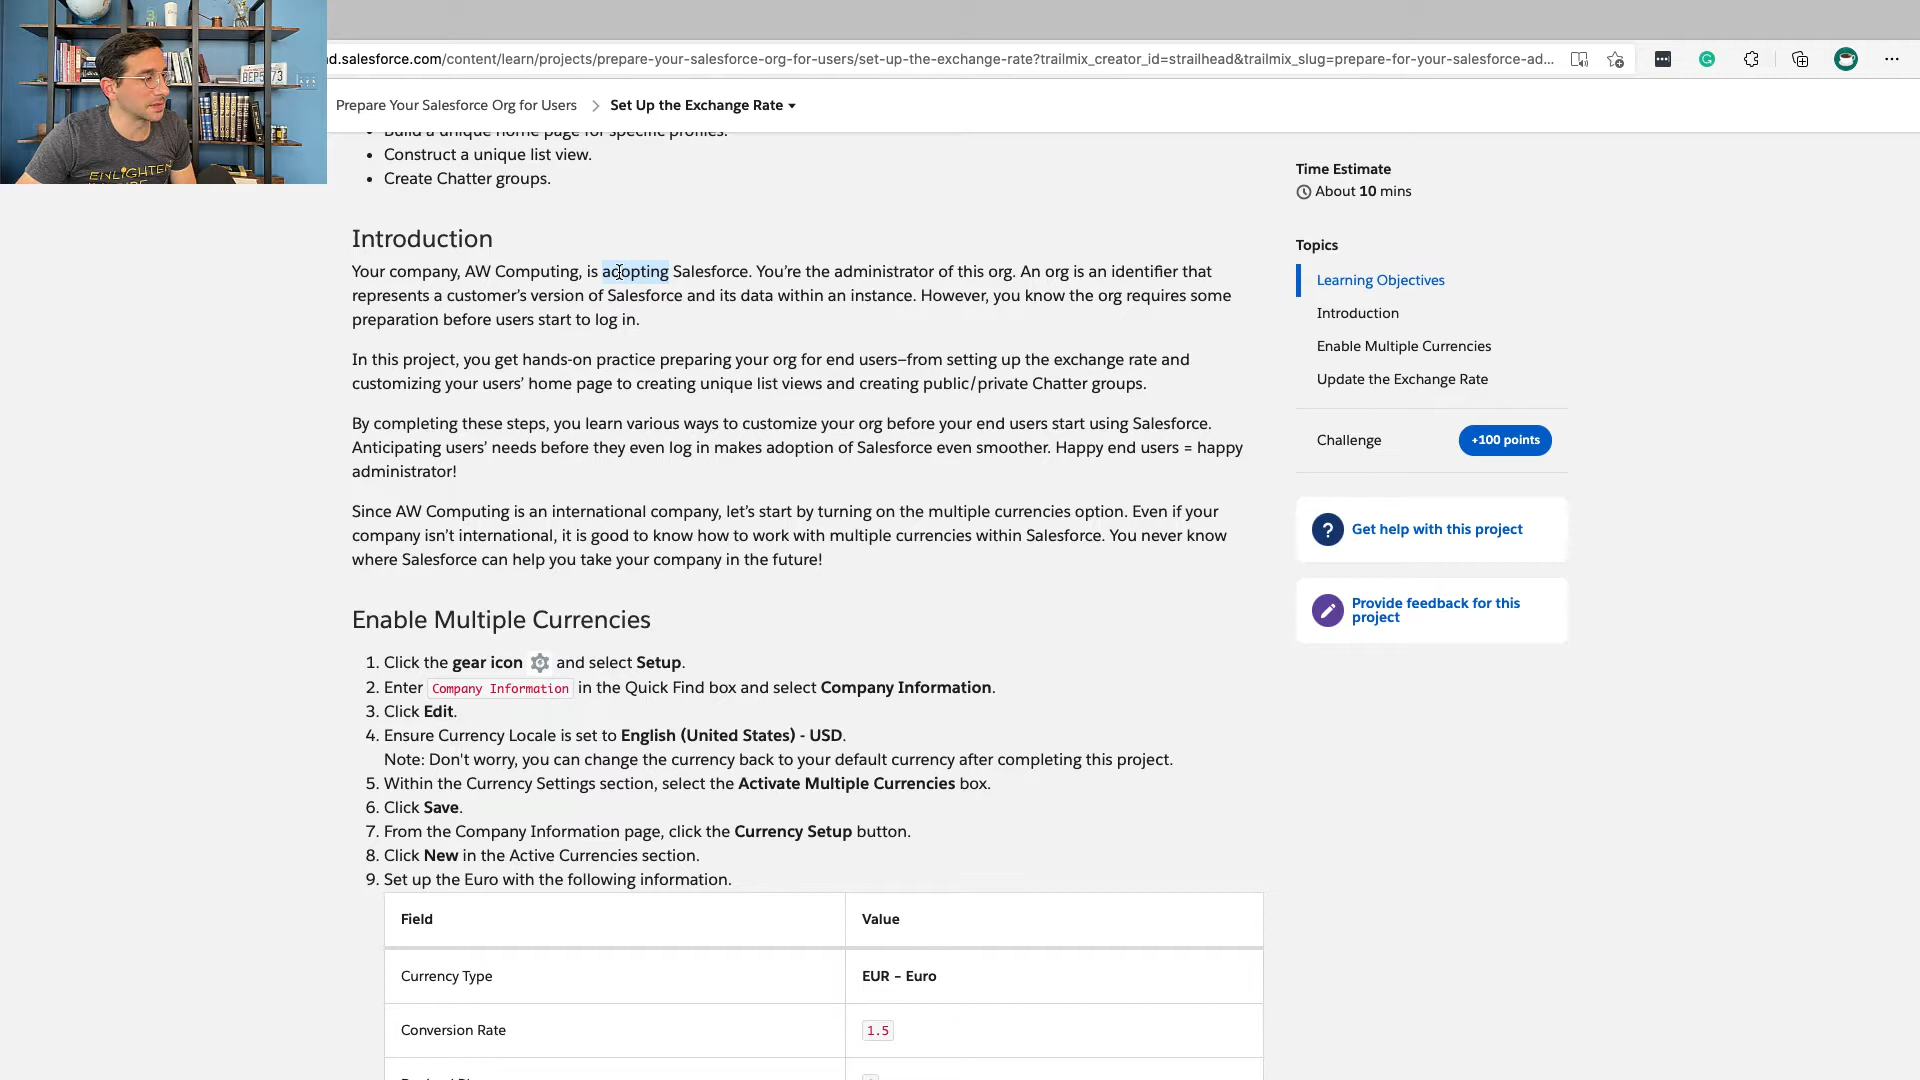 BEP5 73
ENLIGHTEN
d.salesforce.com/content/learn/projects/prepare-your-salesforce-org-for-users/set-up-the-exchange-rate?trailmix_creator_id=strailhead&trailmix_slug=prepare-for-your-salesforce-ad...
Prepare Your Salesforce Org for Users
Set Up the Exchange Rate
Build a unique home page for specific profiles.
Construct a unique list view.
Create Chatter groups.
Introduction
Your company, AW Computing, is adopting Salesforce. You’re the administrator of this org. An org is an identifier that
represents a customer’s version of Salesforce and its data within an instance. However, you know the org requires some
preparation before users start to log in.
In this project, you get hands-on practice preparing your org for end users—from setting up the exchange rate and
customizing your users’ home page to creating unique list views and creating public/private Chatter groups.
By completing these steps, you learn various ways to customize your org before your end users start using Salesforce.
Anticipating users’ needs before they even log in makes adoption of Salesforce even smoother. Happy end users = happy
administrator!
Since AW Computing is an international company, let’s start by turning on the multiple currencies option. Even if your
company isn’t international, it is good to know how to work with multiple currencies within Salesforce. You never know
where Salesforce can help you take your company in the future!
Enable Multiple Currencies
1. Click the gear icon and select Setup.
2. Enter Company Information in the Quick Find box and select Company Information.
3. Click Edit.
4. Ensure Currency Locale is set to English (United States) - USD.
Note: Don't worry, you can change the currency back to your default currency after completing this project.
5. Within the Currency Settings section, select the Activate Multiple Currencies box.
6. Click Save.
7. From the Company Information page, click the Currency Setup button.
8. Click New in the Active Currencies section.
9. Set up the Euro with the following information.
Field Value
Currency Type EUR – Euro
Conversion Rate 1.5
Time Estimate
About 10 mins
Topics
Learning Objectives
Introduction
Enable Multiple Currencies
Update the Exchange Rate
Challenge +100 points
Get help with this project
Provide feedback for this
project